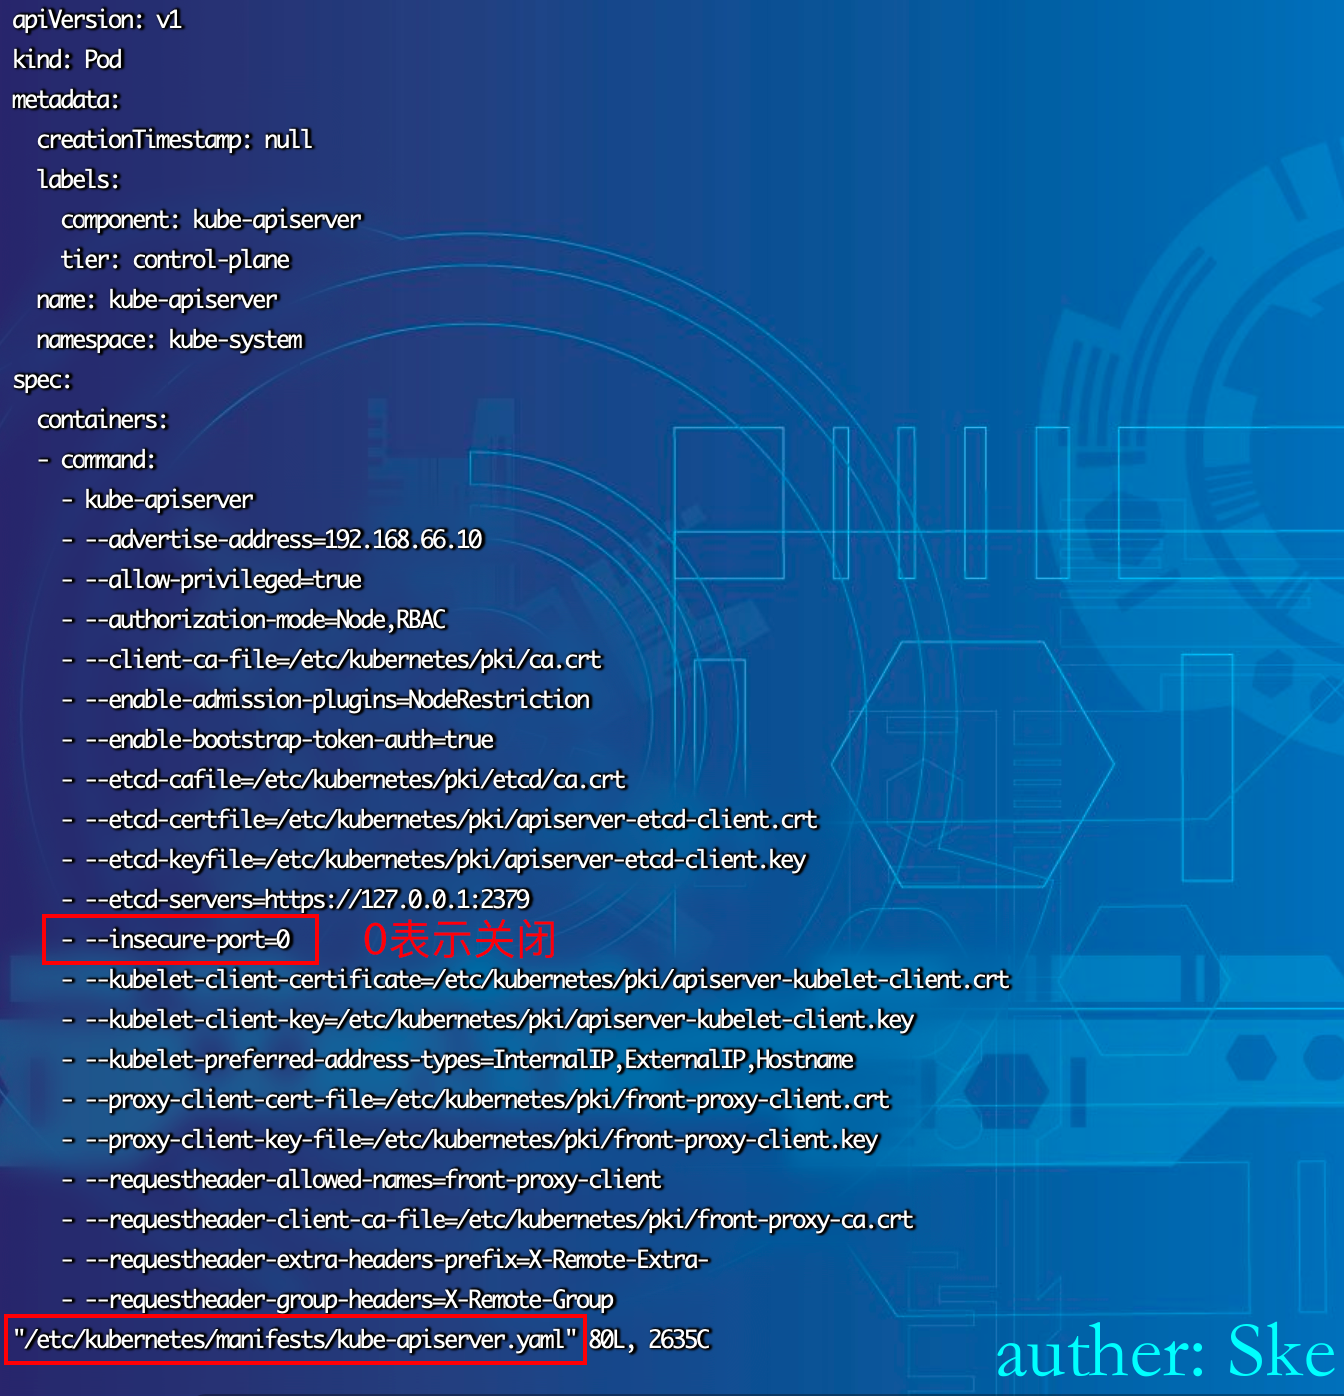 apiVersion: v1
kind: Pod
metadata:
  creationTimestamp: null
  labels:
    component: kube-apiserver
    tier: control-plane
  name: kube-apiserver
  namespace: kube-system
spec:
  containers:
  - command:
    - kube-apiserver
    - --advertise-address=192.168.66.10
    - --allow-privileged=true
    - --authorization-mode=Node,RBAC
    - --client-ca-file=/etc/kubernetes/pki/ca.crt
    - --enable-admission-plugins=NodeRestriction
    - --enable-bootstrap-token-auth=true
    - --etcd-cafile=/etc/kubernetes/pki/etcd/ca.crt
    - --etcd-certfile=/etc/kubernetes/pki/apiserver-etcd-client.crt
    - --etcd-keyfile=/etc/kubernetes/pki/apiserver-etcd-client.key
    - --etcd-servers=https://127.0.0.1:2379
    - --insecure-port=0 0表示关闭
    - --kubelet-client-certificate=/etc/kubernetes/pki/apiserver-kubelet-client.crt
    - --kubelet-client-key=/etc/kubernetes/pki/apiserver-kubelet-client.key
    - --kubelet-preferred-address-types=InternalIP,ExternalIP,Hostname
    - --proxy-client-cert-file=/etc/kubernetes/pki/front-proxy-client.crt
    - --proxy-client-key-file=/etc/kubernetes/pki/front-proxy-client.key
    - --requestheader-allowed-names=front-proxy-client
    - --requestheader-client-ca-file=/etc/kubernetes/pki/front-proxy-ca.crt
    - --requestheader-extra-headers-prefix=X-Remote-Extra-
    - --requestheader-group-headers=X-Remote-Group
"/etc/kubernetes/manifests/kube-apiserver.yaml" 80L, 2635C
auther: Ske